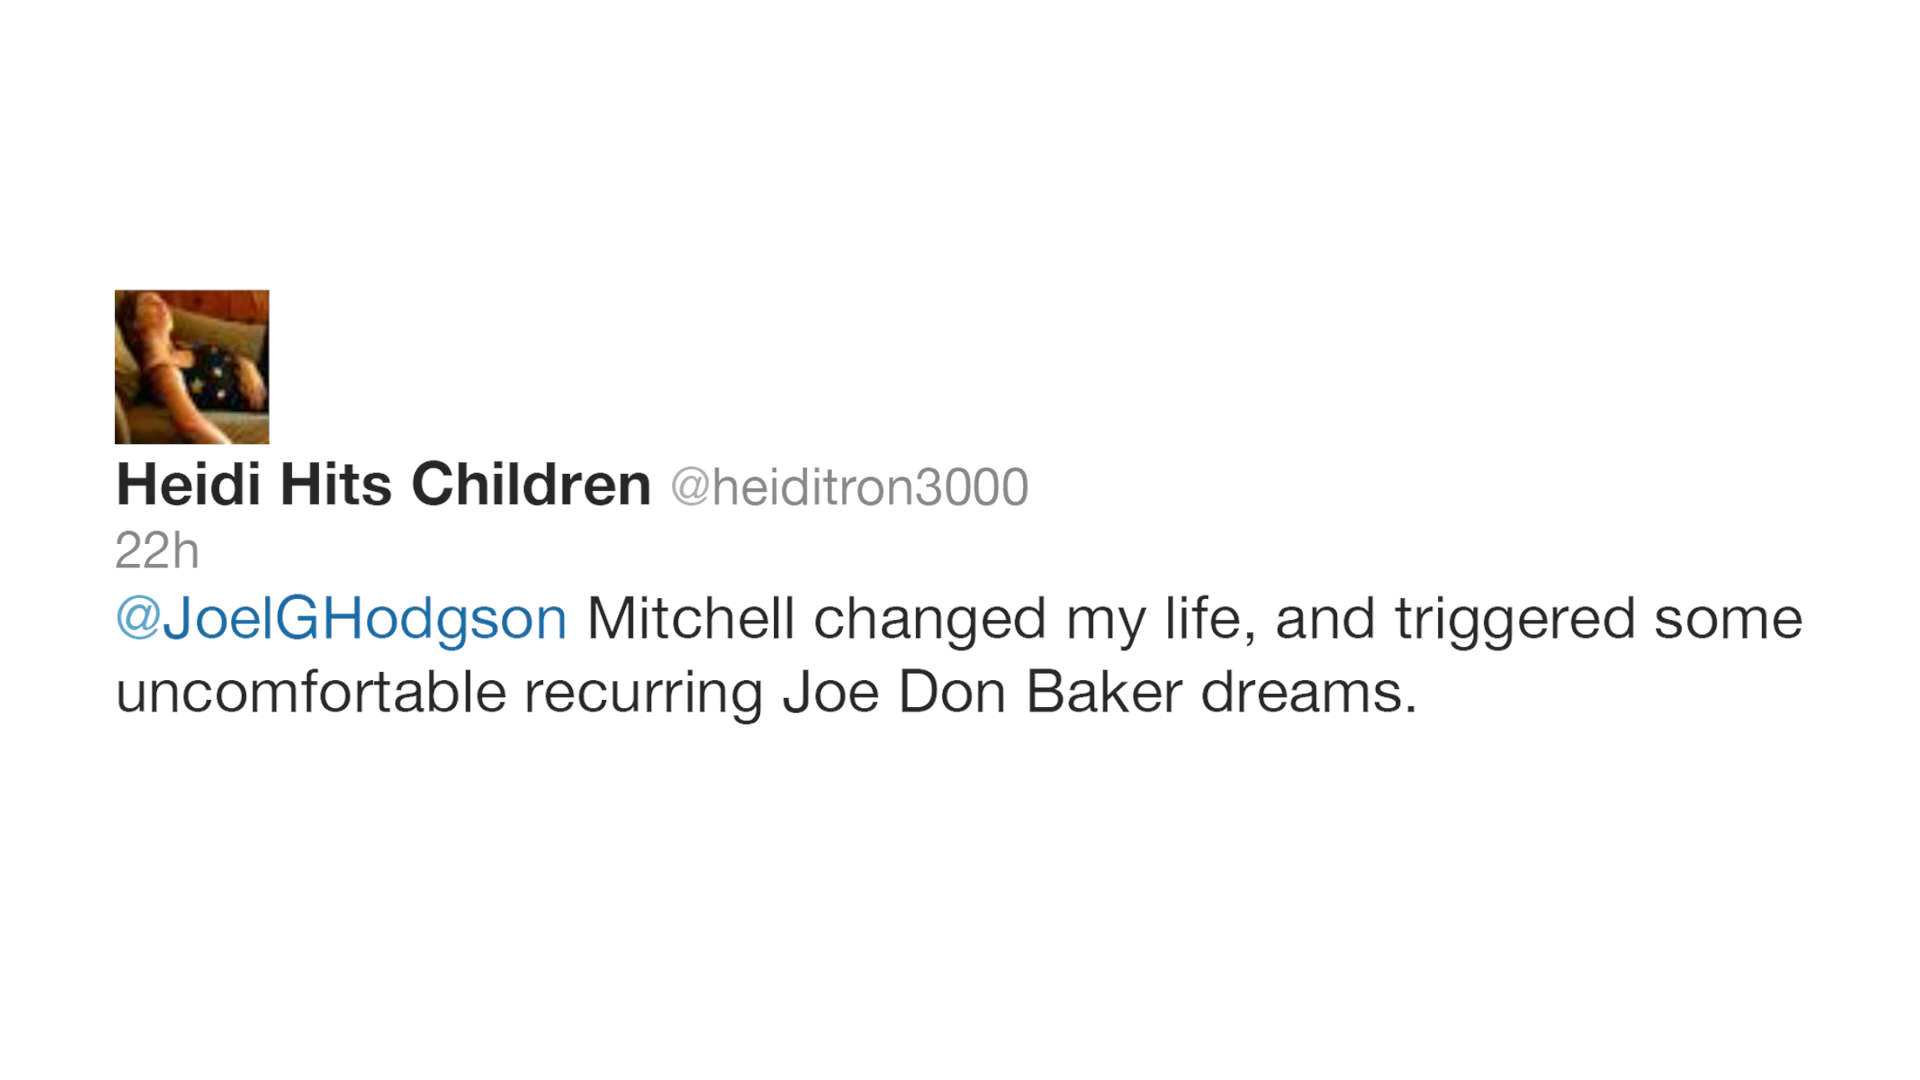 Heidi Hits Children @heiditron3000
22h
@JoelGHodgson Mitchell changed my life, and triggered some
uncomfortable recurring Joe Don Baker dreams.